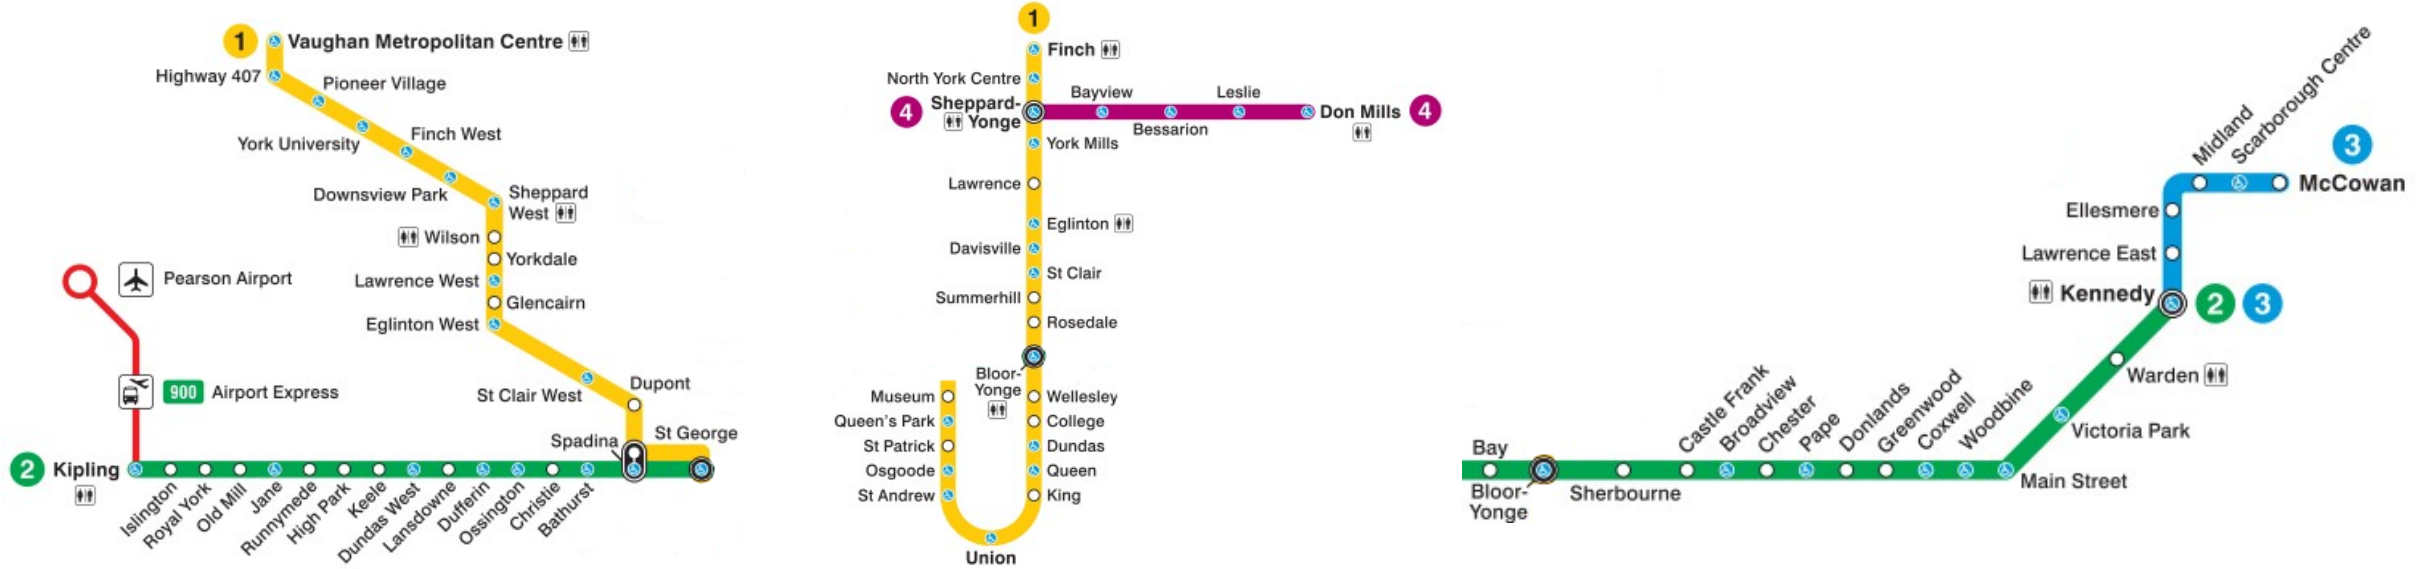 1
Vaughan Metropolitan Centre
Highway 407
Pioneer Village
York University
Finch West
Downsview Park
Sheppard
West
Wilson
Yorkdale
Lawrence West
Glencairn
Eglinton West
St Clair West
Dupont
Spadina
St George
Pearson Airport
900 Airport Express
2 Kipling
Islington
Royal York
Old Mill
Jane
Runnymede
High Park
Keele
Dundas West
Lansdowne
Dufferin
Ossington
Christie
Bathurst
1
Finch
North York Centre
4 Sheppard-
Yonge
Bayview
Bessarion
Leslie
Don Mills 4
York Mills
Lawrence
Eglinton
Davisville
St Clair
Summerhill
Rosedale
Bloor-
Yonge
Wellesley
College
Dundas
Queen
King
Union
Museum
Queen's Park
St Patrick
Osgoode
St Andrew
Bay
Bloor-
Yonge
Sherbourne
Castle Frank
Broadview
Chester
Pape
Donlands
Greenwood
Coxwell
Woodbine
Main Street
Victoria Park
Warden
Kennedy 2 3
Lawrence East
Ellesmere
Midland
Scarborough Centre
McCowan
3